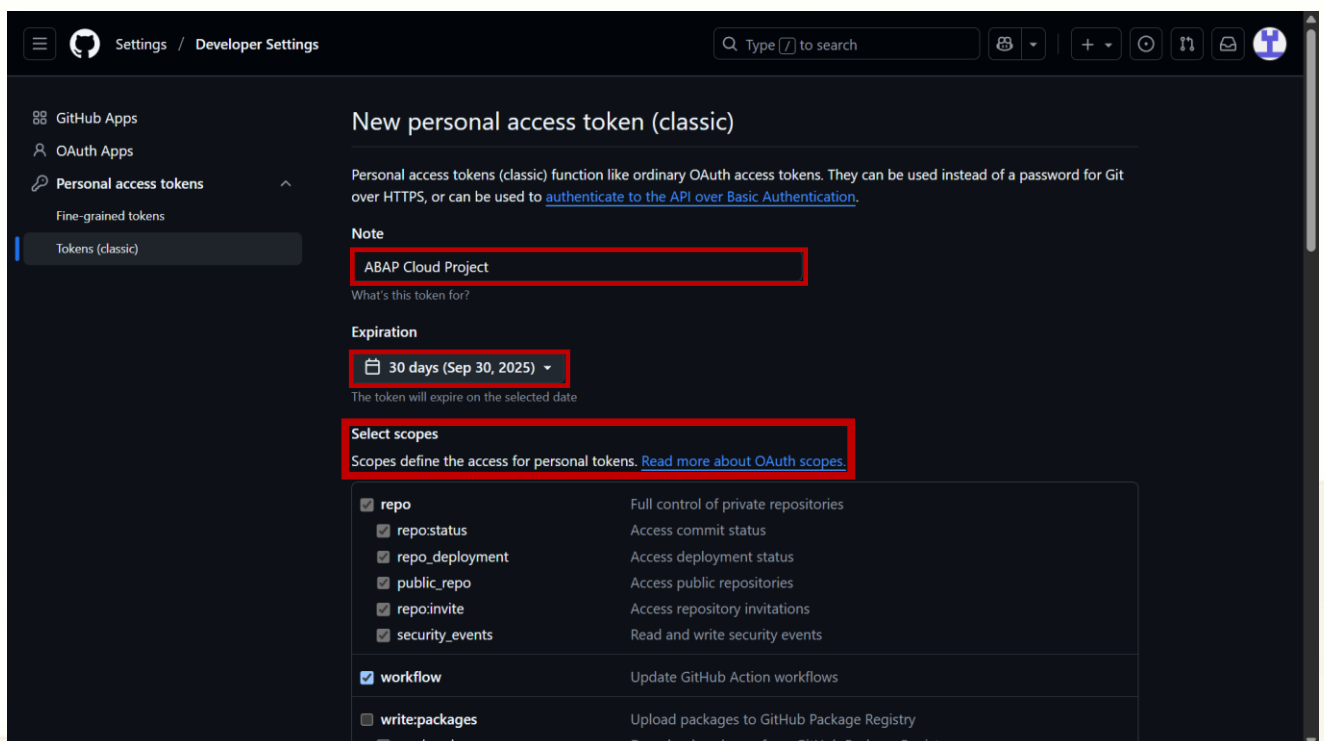 Settings / Developer Settings
Type / to search
GitHub Apps
OAuth Apps
Personal access tokens
Fine-grained tokens
Tokens (classic)
New personal access token (classic)
Personal access tokens (classic) function like ordinary OAuth access tokens. They can be used instead of a password for Git
over HTTPS, or can be used to authenticate to the API over Basic Authentication.
Note
ABAP Cloud Project
What's this token for?
Expiration
30 days (Sep 30, 2025)
The token will expire on the selected date
Select scopes
Scopes define the access for personal tokens. Read more about OAuth scopes.
repo Full control of private repositories
repo:status Access commit status
repo_deployment Access deployment status
public_repo Access public repositories
repo:invite Access repository invitations
security_events Read and write security events
workflow Update GitHub Action workflows
write:packages Upload packages to GitHub Package Registry